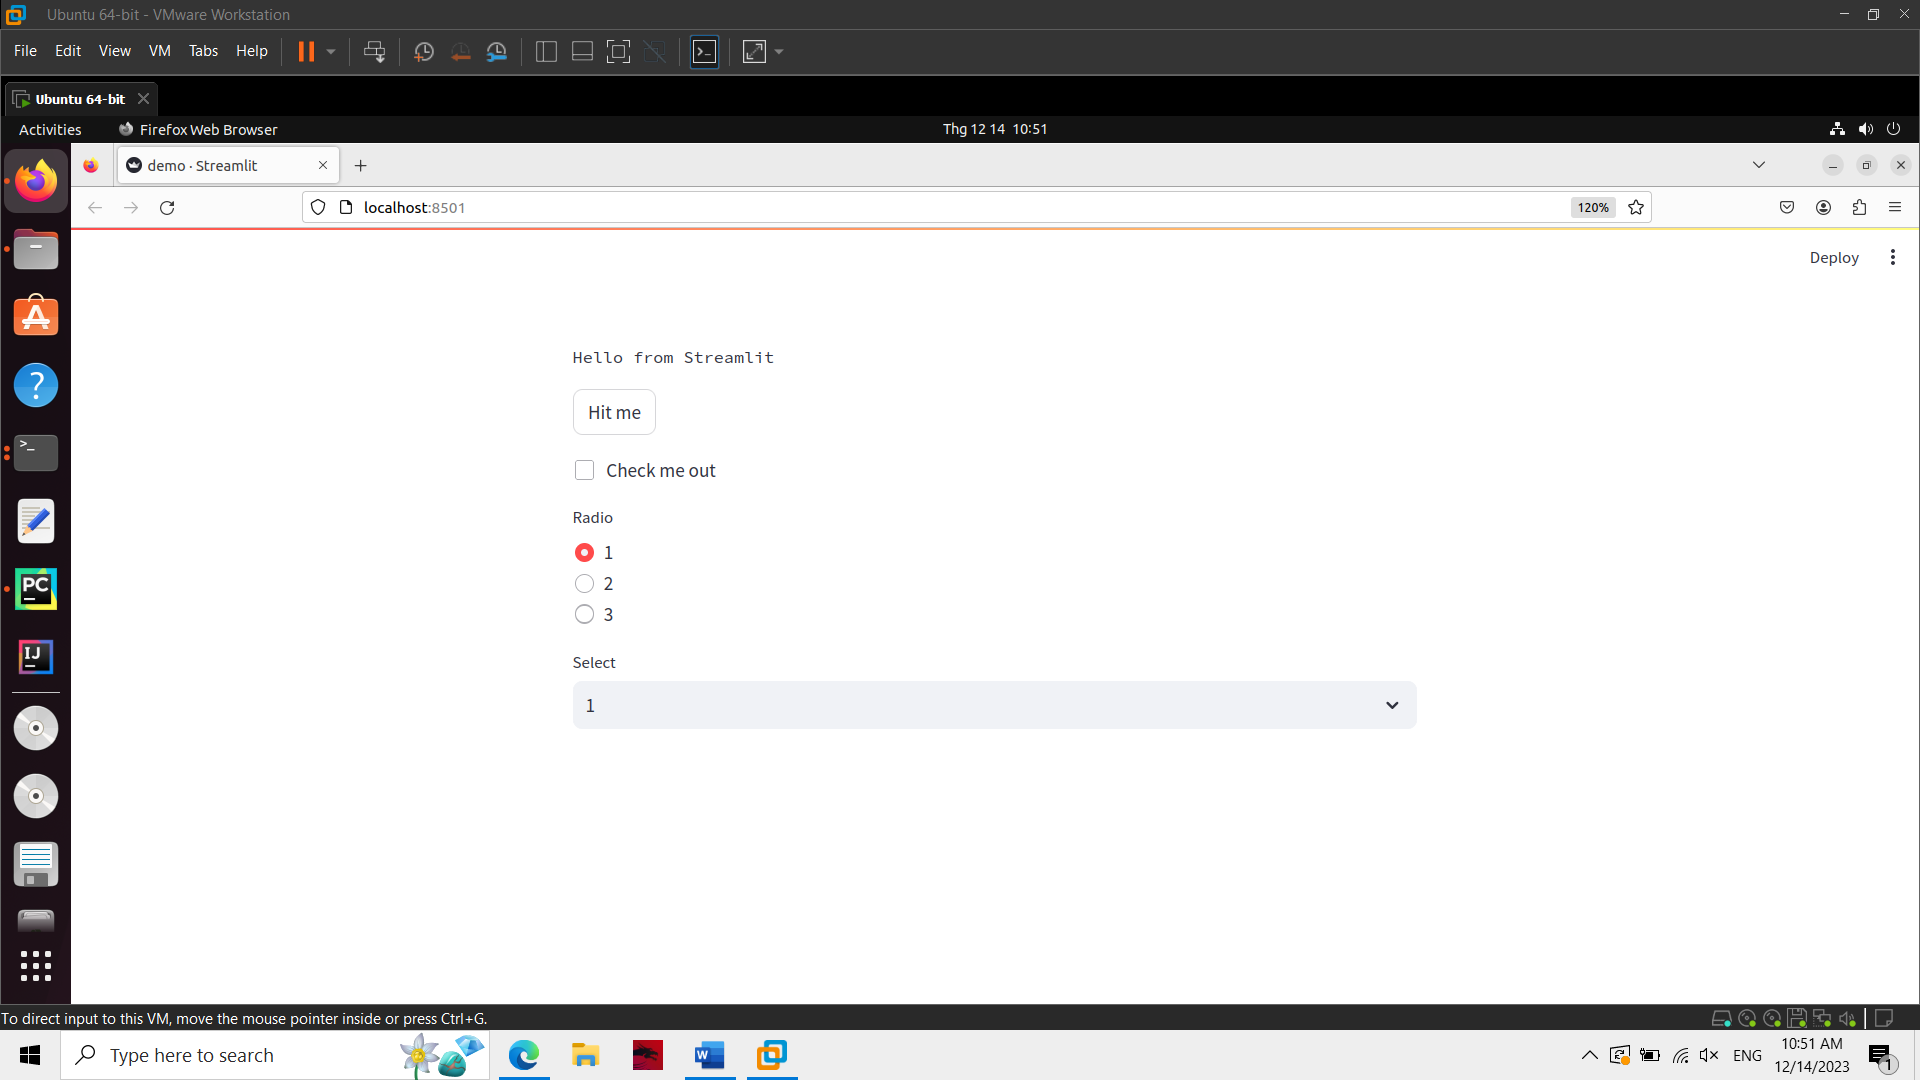 Ubuntu 64-bit - VMware Workstation
File Edit View VM Tabs Help
Ubuntu 64-bit
Activities Firefox Web Browser Thg 12 14 10:51
demo · Streamlit
localhost:8501 120%
Deploy
Hello from Streamlit
Hit me
Check me out
Radio
1
2
3
Select
1
To direct input to this VM, move the mouse pointer inside or press Ctrl+G.
Type here to search
ENG
10:51 AM
12/14/2023
1
PC
IJ
W